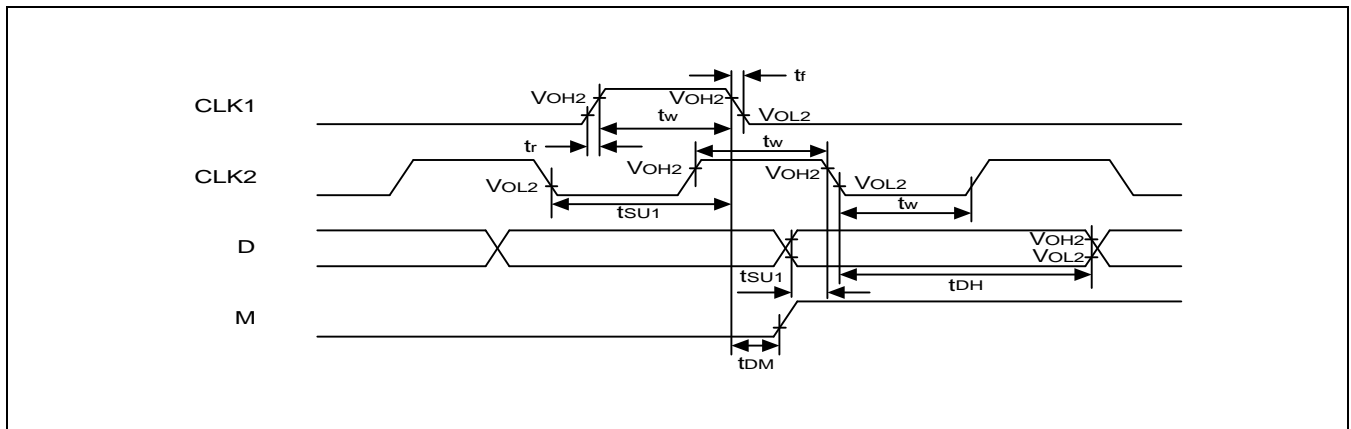 tf
CLK1
VOH2
VOH2
VOL2
tw
tr
tw
CLK2
VOH2
VOH2
VOL2
VOL2
tw
tSU1
D
VOH2
VOL2
tSU1
tDH
M
tDM